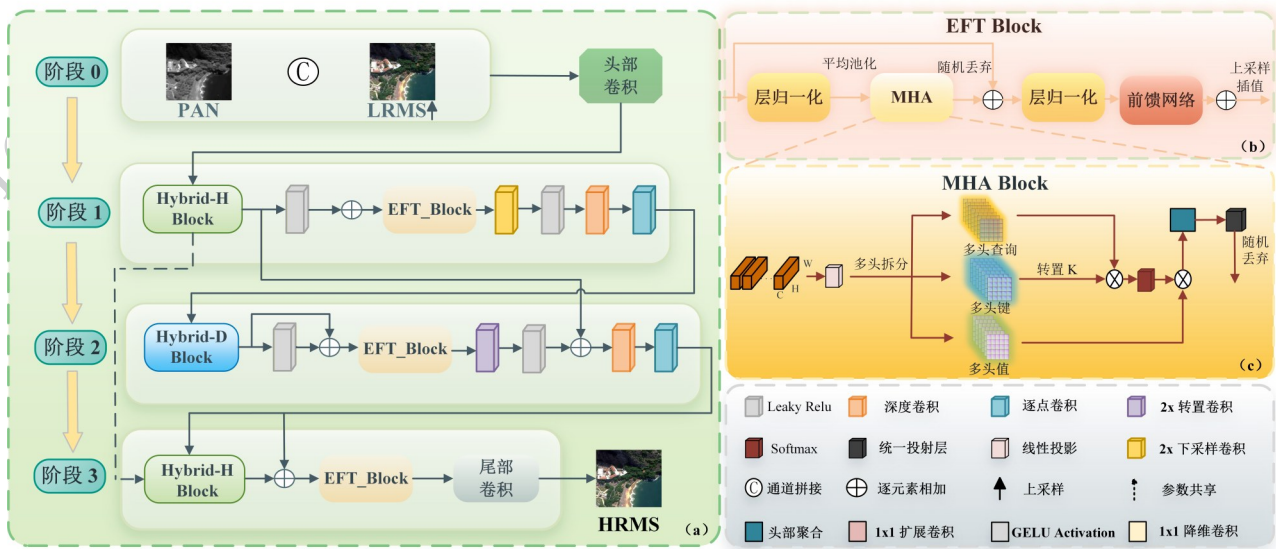 阶段 0
PAN
C
LRMS
头部
卷积
阶段 1
Hybrid-H
Block
EFT_Block
阶段 2
Hybrid-D
Block
EFT_Block
阶段 3
Hybrid-H
Block
EFT_Block
尾部
卷积
HRMS
(a)
EFT Block
平均池化
随机丢弃
上采样
插值
层归一化
MHA
层归一化
前馈网络
(b)
MHA Block
W
H
C
多头拆分
多头查询
多头键
多头值
转置 K
随机
丢弃
(c)
Leaky Relu
深度卷积
逐点卷积
2x 转置卷积
Softmax
统一投射层
线性投影
2x 下采样卷积
C 通道拼接
逐元素相加
上采样
参数共享
头部聚合
1x1 扩展卷积
GELU Activation
1x1 降维卷积